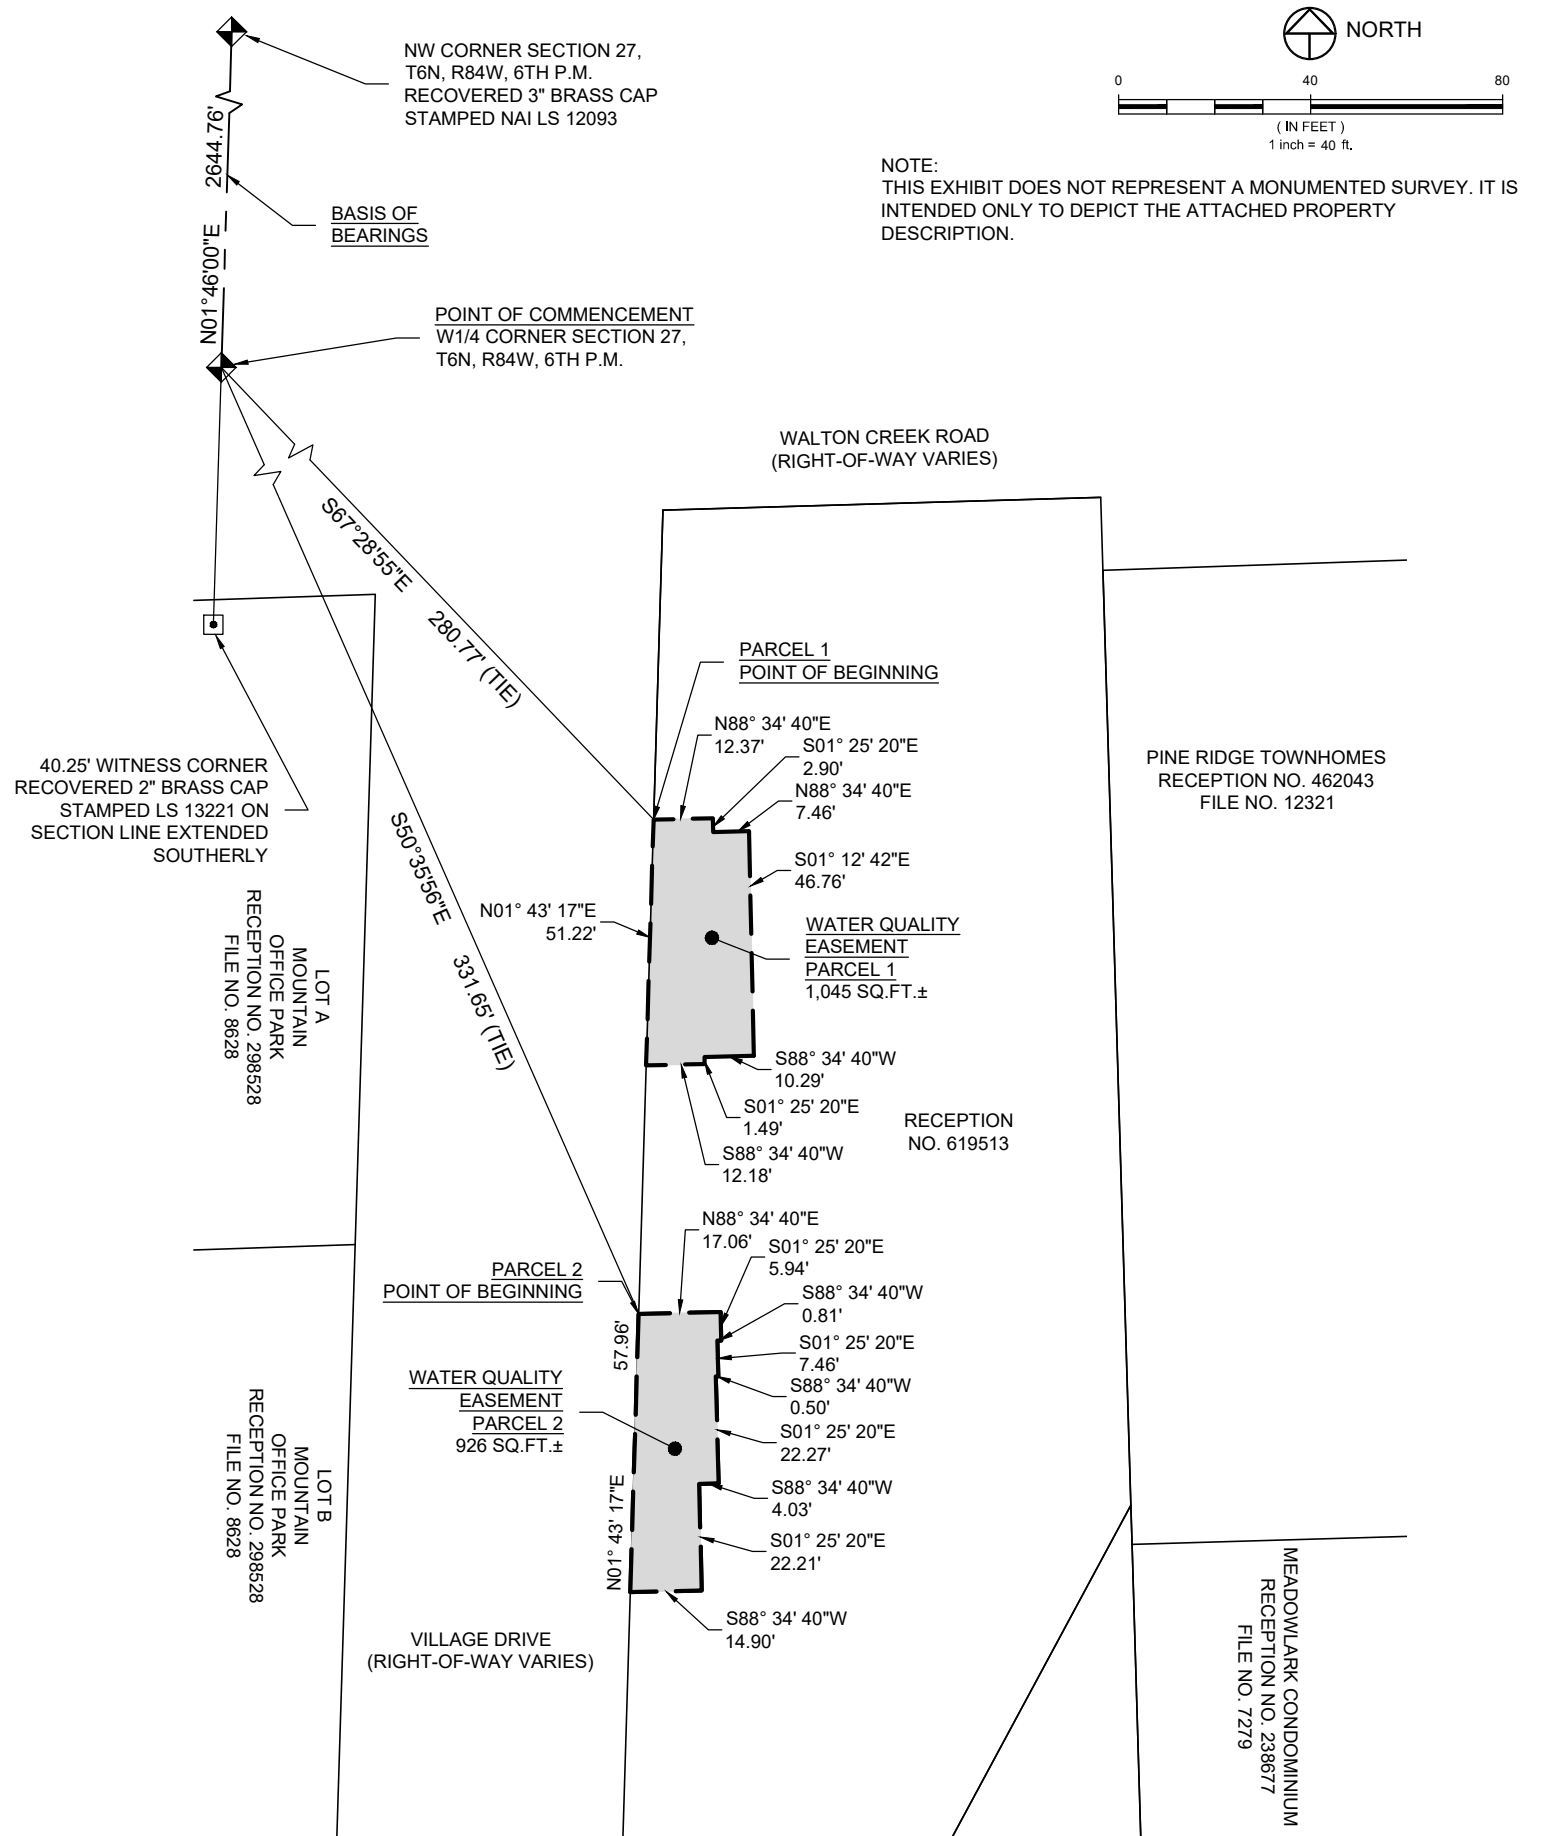 NORTH
0 40 80
( IN FEET )
1 inch = 40 ft.
NOTE:
THIS EXHIBIT DOES NOT REPRESENT A MONUMENTED SURVEY. IT IS
INTENDED ONLY TO DEPICT THE ATTACHED PROPERTY
DESCRIPTION.
NW CORNER SECTION 27,
T6N, R84W, 6TH P.M.
RECOVERED 3" BRASS CAP
STAMPED NAI LS 12093
N01°46'00"E 2644.76'
BASIS OF
BEARINGS
POINT OF COMMENCEMENT
W1/4 CORNER SECTION 27,
T6N, R84W, 6TH P.M.
WALTON CREEK ROAD
(RIGHT-OF-WAY VARIES)
S67°28'55"E 280.77' (TIE)
S50°35'56"E 331.65' (TIE)
40.25' WITNESS CORNER
RECOVERED 2" BRASS CAP
STAMPED LS 13221 ON
SECTION LINE EXTENDED
SOUTHERLY
PARCEL 1
POINT OF BEGINNING
N88° 34' 40"E
12.37'
S01° 25' 20"E
2.90'
N88° 34' 40"E
7.46'
S01° 12' 42"E
46.76'
N01° 43' 17"E
51.22'
WATER QUALITY
EASEMENT
PARCEL 1
1,045 SQ.FT.±
S88° 34' 40"W
10.29'
S01° 25' 20"E
1.49'
S88° 34' 40"W
12.18'
PINE RIDGE TOWNHOMES
RECEPTION NO. 462043
FILE NO. 12321
RECEPTION
NO. 619513
LOT A
MOUNTAIN
OFFICE PARK
RECEPTION NO. 298528
FILE NO. 8628
N88° 34' 40"E
17.06'
S01° 25' 20"E
5.94'
PARCEL 2
POINT OF BEGINNING
S88° 34' 40"W
0.81'
S01° 25' 20"E
7.46'
S88° 34' 40"W
0.50'
S01° 25' 20"E
22.27'
S88° 34' 40"W
4.03'
S01° 25' 20"E
22.21'
S88° 34' 40"W
14.90'
N01° 43' 17"E 57.96'
WATER QUALITY
EASEMENT
PARCEL 2
926 SQ.FT.±
LOT B
MOUNTAIN
OFFICE PARK
RECEPTION NO. 298528
FILE NO. 8628
VILLAGE DRIVE
(RIGHT-OF-WAY VARIES)
MEADOWLARK CONDOMINIUM
RECEPTION NO. 238677
FILE NO. 7279